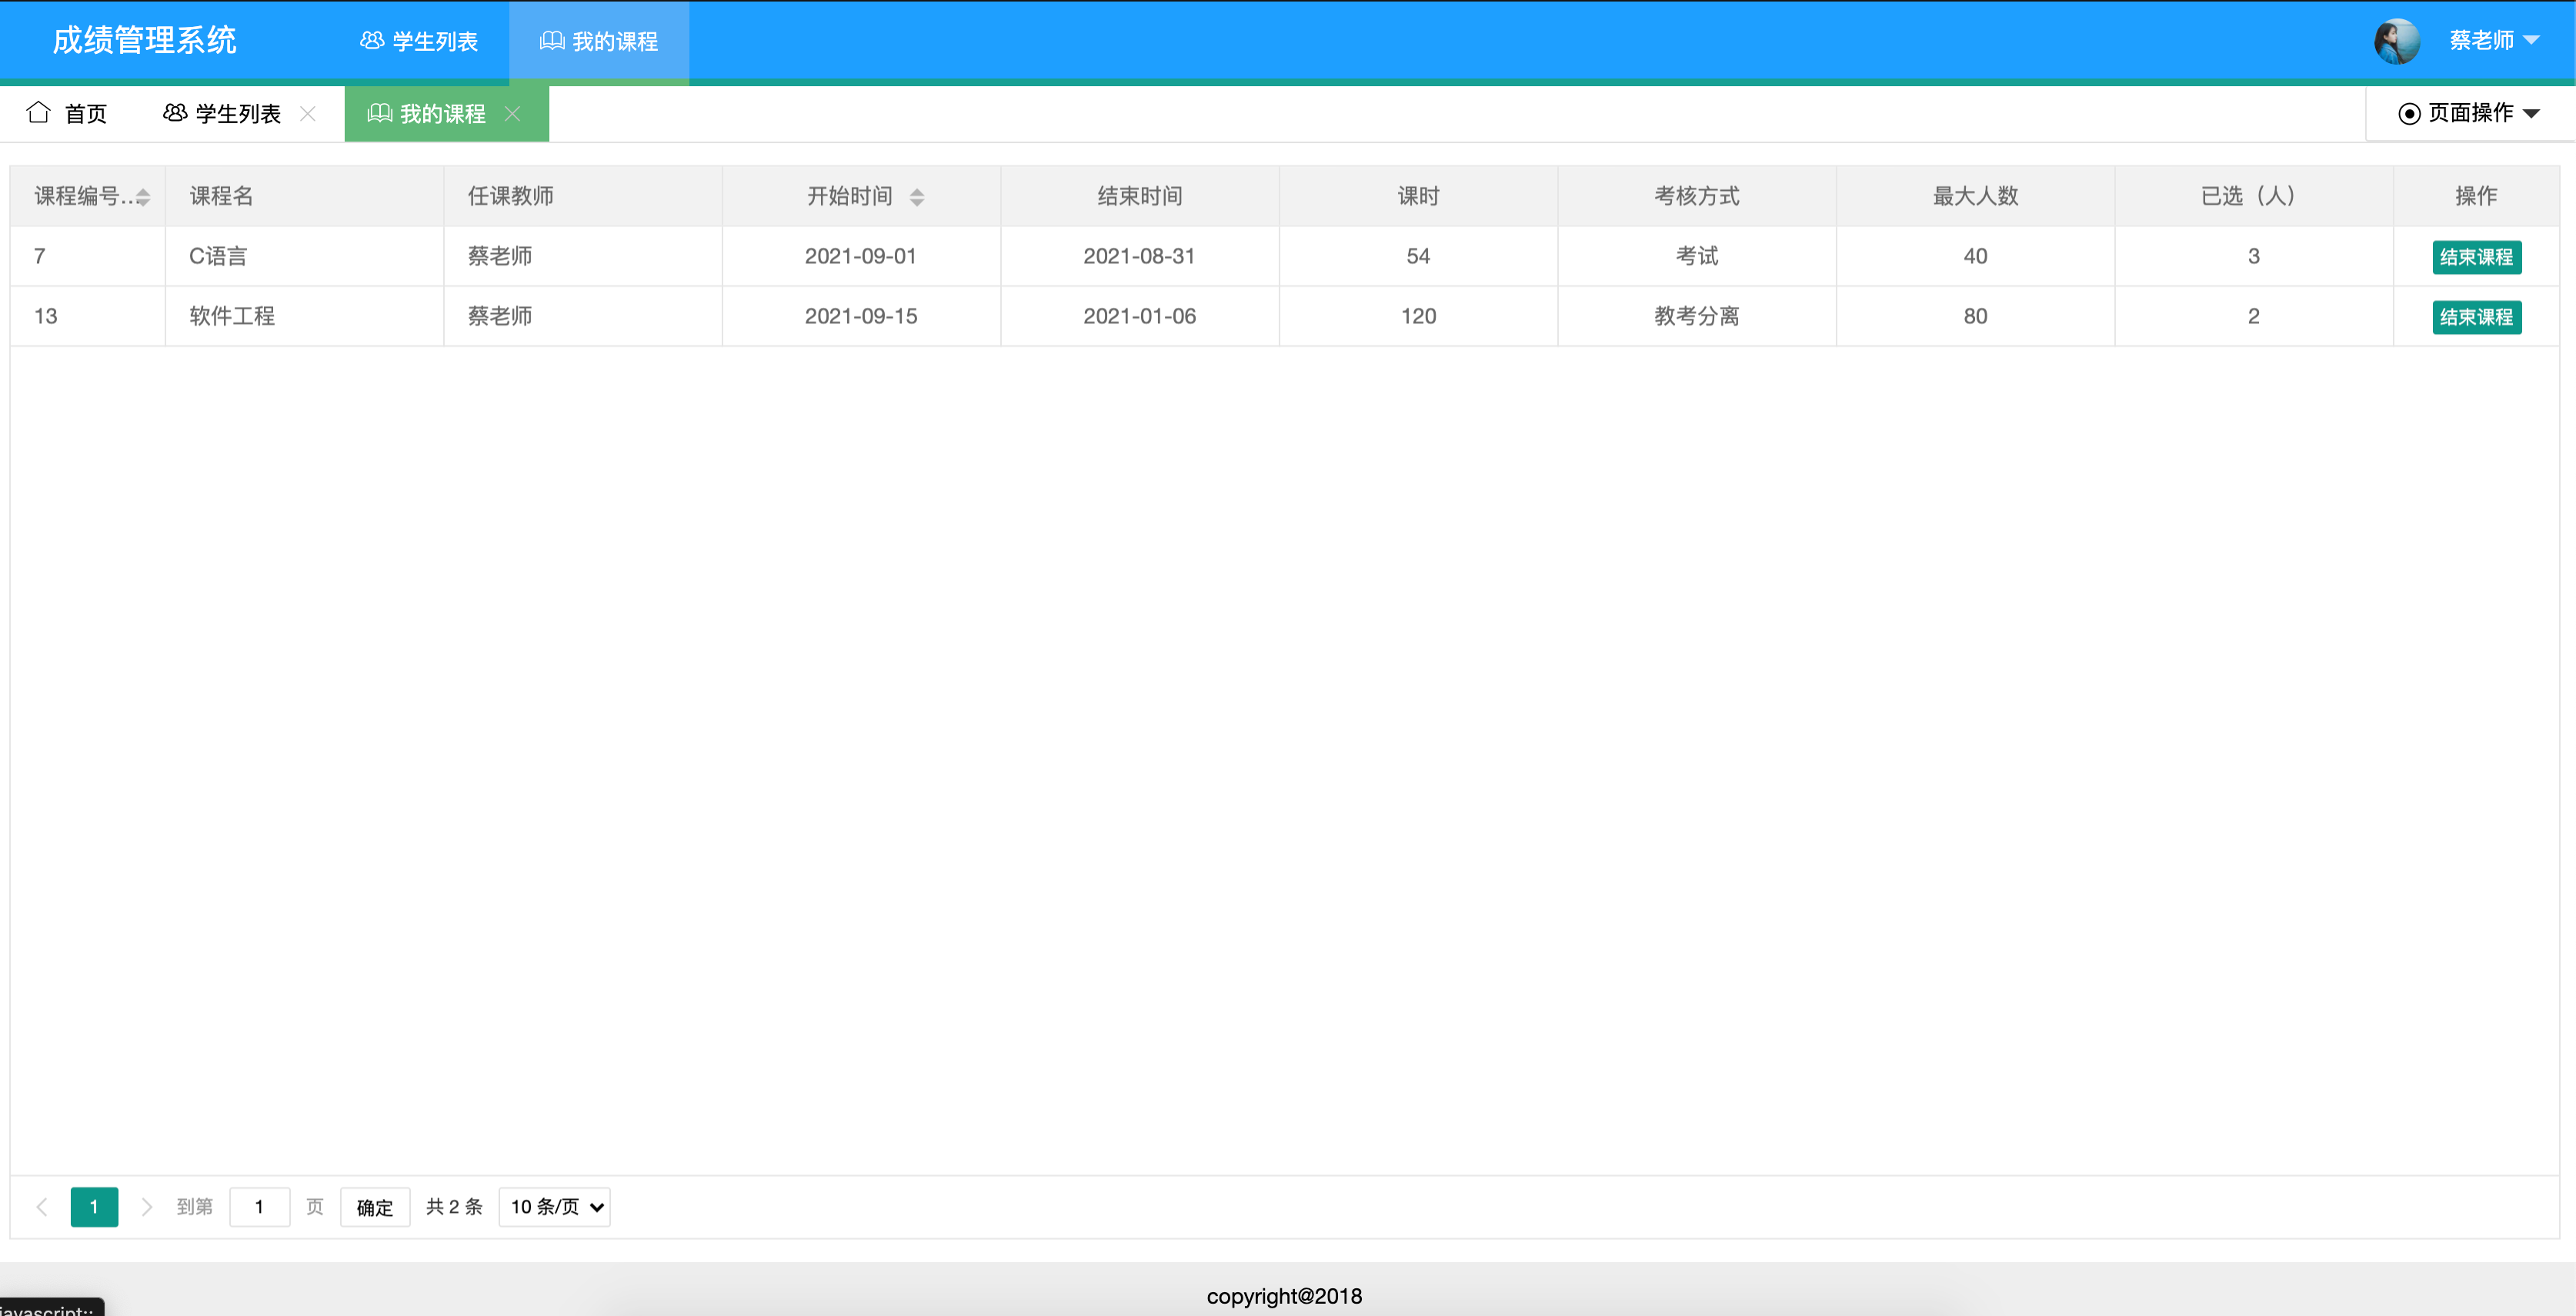 成绩管理系统 学生列表 我的课程 蔡老师
首页 学生列表 我的课程 页面操作
课程编号... 课程名 任课教师 开始时间 结束时间 课时 考核方式 最大人数 已选（人） 操作
7 C语言 蔡老师 2021-09-01 2021-08-31 54 考试 40 3 结束课程
13 软件工程 蔡老师 2021-09-15 2021-01-06 120 教考分离 80 2 结束课程
1 到第 1 页 确定 共 2 条 10 条/页
copyright@2018
javascript:;